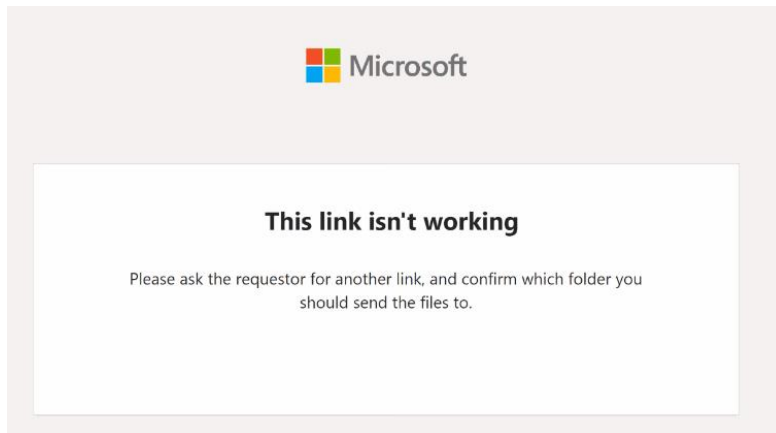 Microsoft
This link isn't working
Please ask the requestor for another link, and confirm which folder you
should send the files to.